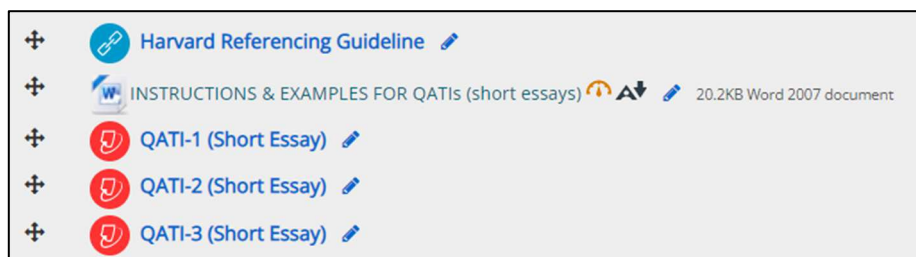 Harvard Referencing Guideline
INSTRUCTIONS & EXAMPLES FOR QATIs (short essays) 20.2KB Word 2007 document
QATI-1 (Short Essay)
QATI-2 (Short Essay)
QATI-3 (Short Essay)